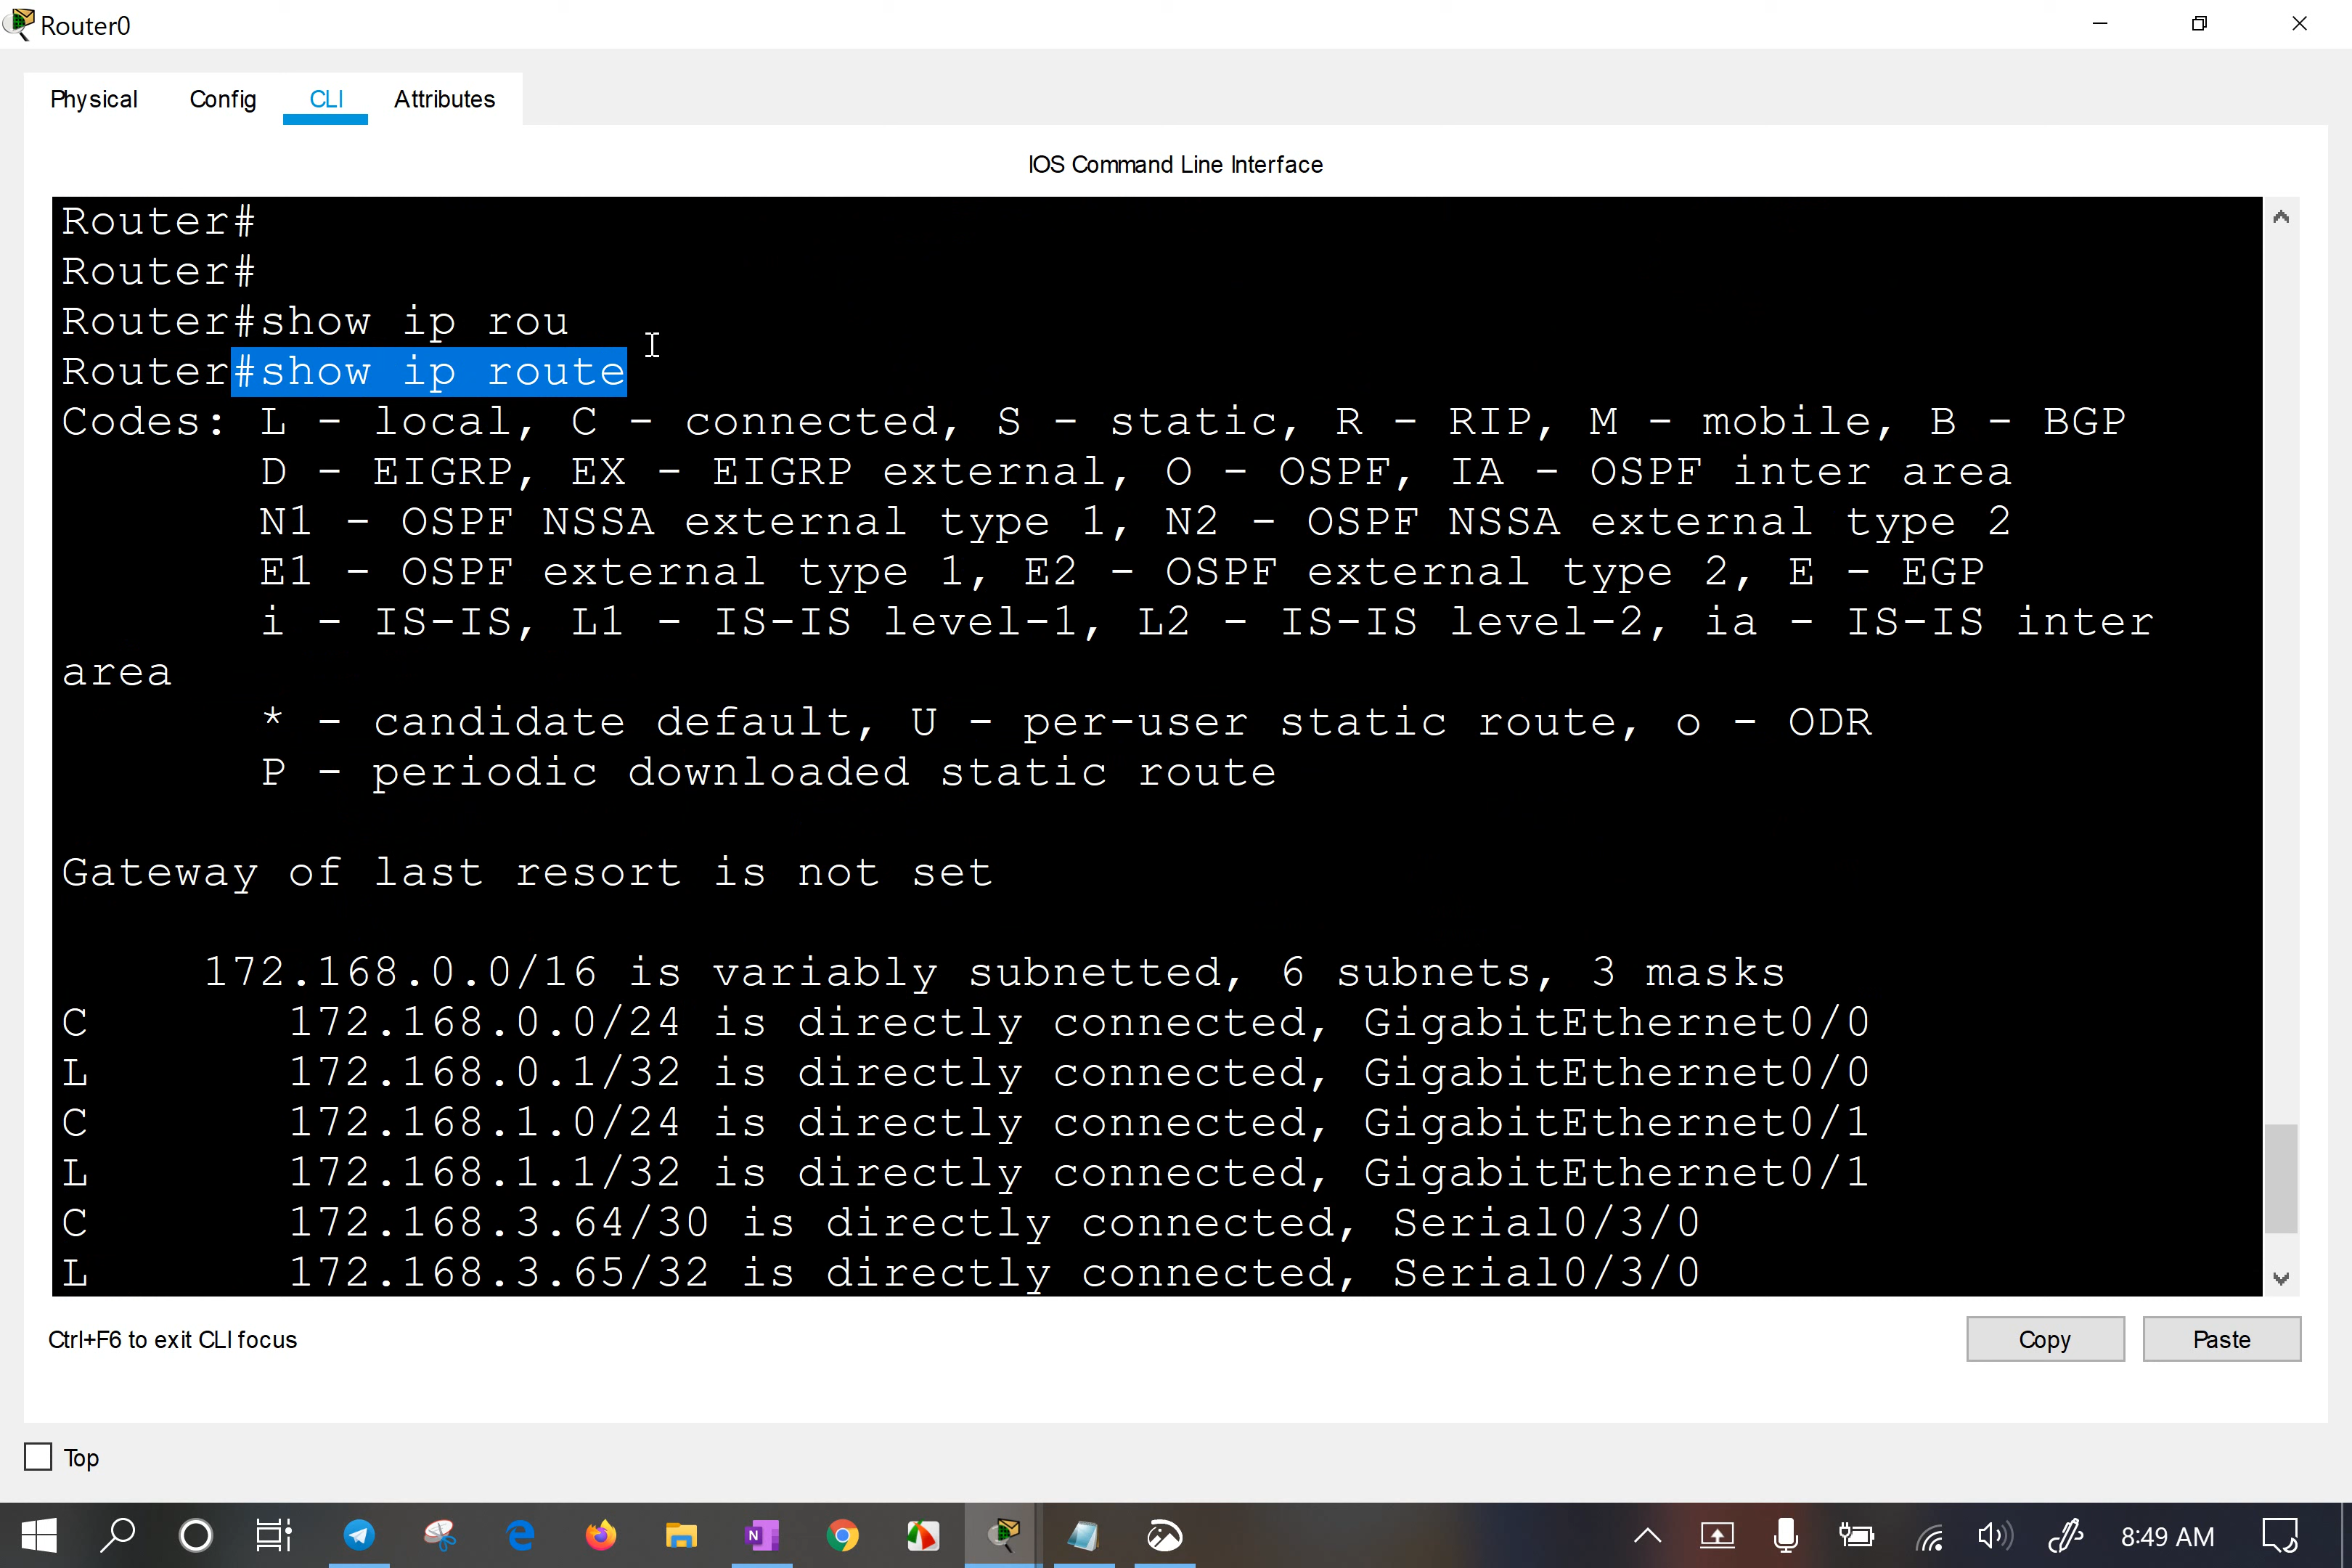 Router0
Physical Config CLI Attributes
IOS Command Line Interface
Router#
Router#
Router#show ip rou
Router#show ip route
Codes: L - local, C - connected, S - static, R - RIP, M - mobile, B - BGP
D - EIGRP, EX - EIGRP external, O - OSPF, IA - OSPF inter area
N1 - OSPF NSSA external type 1, N2 - OSPF NSSA external type 2
E1 - OSPF external type 1, E2 - OSPF external type 2, E - EGP
i - IS-IS, L1 - IS-IS level-1, L2 - IS-IS level-2, ia - IS-IS inter
area
* - candidate default, U - per-user static route, o - ODR
P - periodic downloaded static route
Gateway of last resort is not set
172.168.0.0/16 is variably subnetted, 6 subnets, 3 masks
C 172.168.0.0/24 is directly connected, GigabitEthernet0/0
L 172.168.0.1/32 is directly connected, GigabitEthernet0/0
C 172.168.1.0/24 is directly connected, GigabitEthernet0/1
L 172.168.1.1/32 is directly connected, GigabitEthernet0/1
C 172.168.3.64/30 is directly connected, Serial0/3/0
L 172.168.3.65/32 is directly connected, Serial0/3/0
Ctrl+F6 to exit CLI focus
Copy Paste
Top
8:49 AM